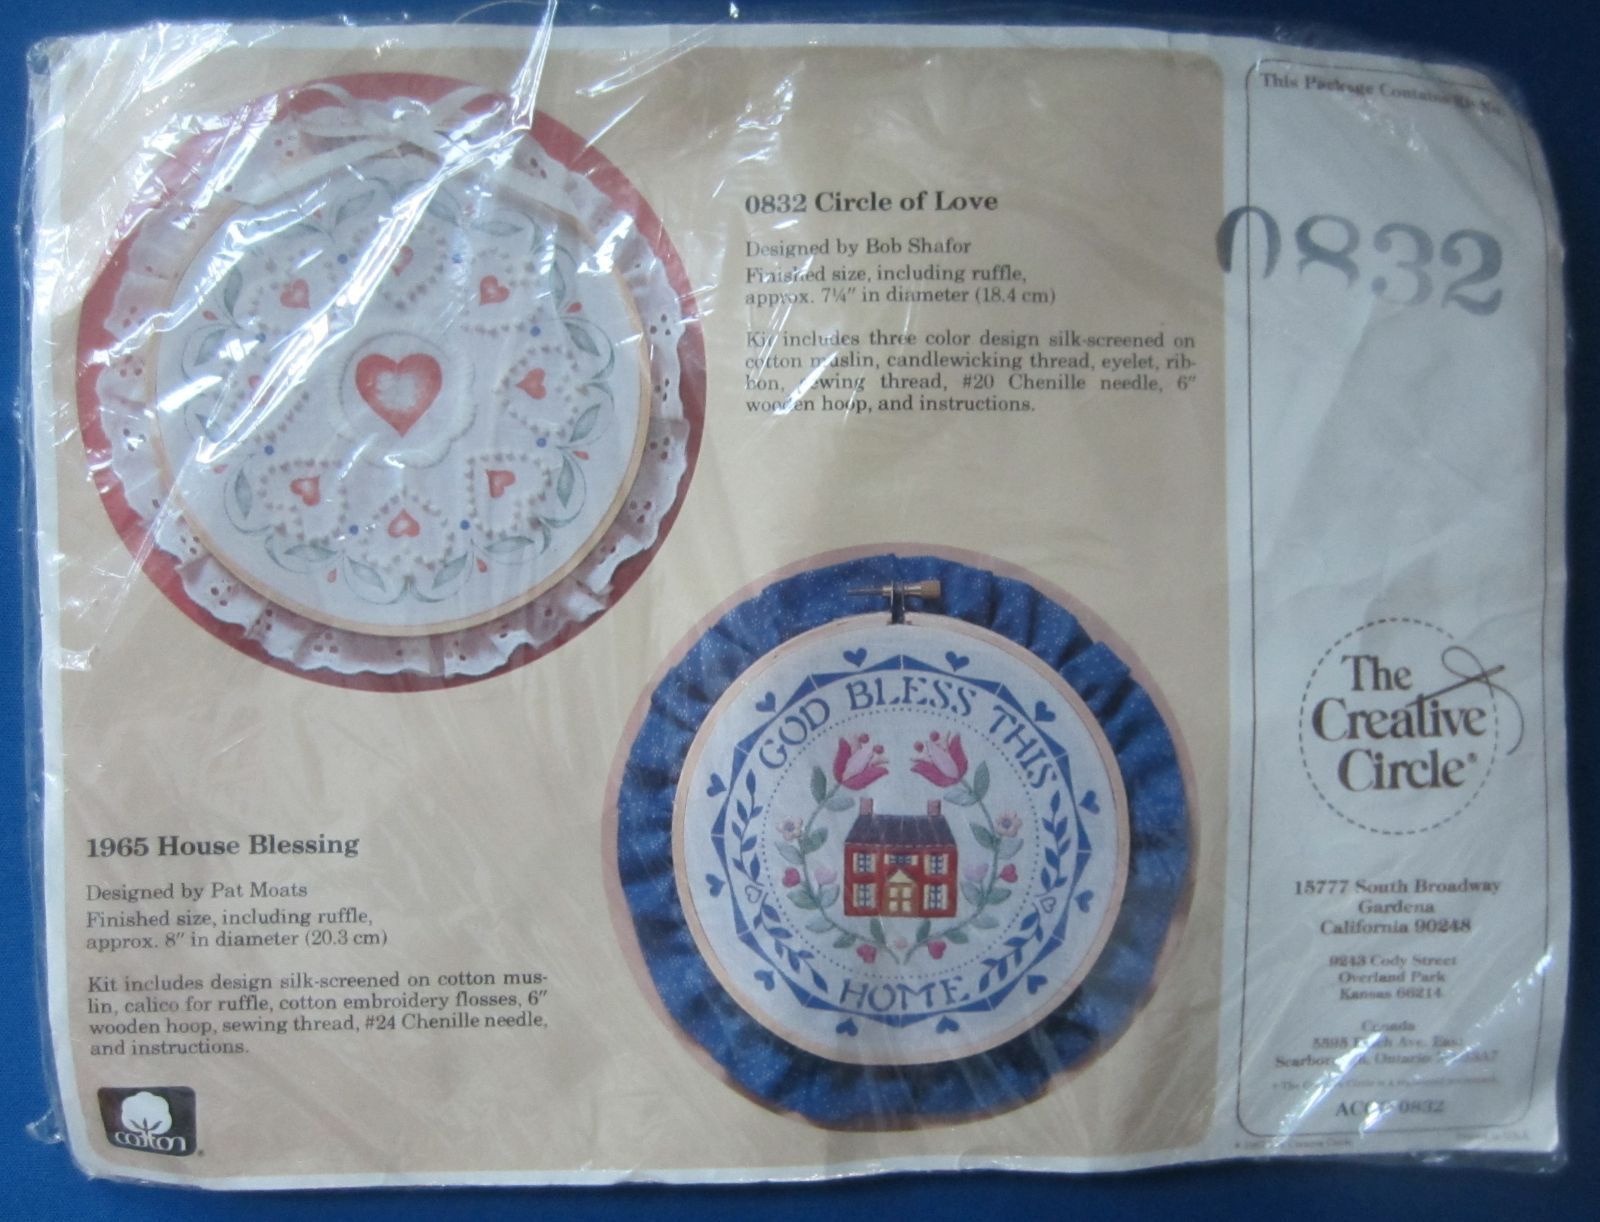 0832 Circle of Love
Designed by Bob Shafor
Finished size, including ruffle,
approx. 7¼" in diameter (18.4 cm)
Kit includes three color design silk-screened on
cotton muslin, candlewicking thread, eyelet, rib-
bon, sewing thread, #20 Chenille needle, 6"
wooden hoop, and instructions.
GOD BLESS THIS
HOME
1965 House Blessing
Designed by Pat Moats
Finished size, including ruffle,
approx. 8" in diameter (20.3 cm)
Kit includes design silk-screened on cotton mus-
lin, calico for ruffle, cotton embroidery flosses, 6"
wooden hoop, sewing thread, #24 Chenille needle,
and instructions.
cotton
®
This Package Contains Kit No.
0832
The
Creative
Circle®
15777 South Broadway
Gardena
California 90248
9243 Cody Street
Overland Park
Kansas 66214
Canada
Ave. East
Ontario
0832